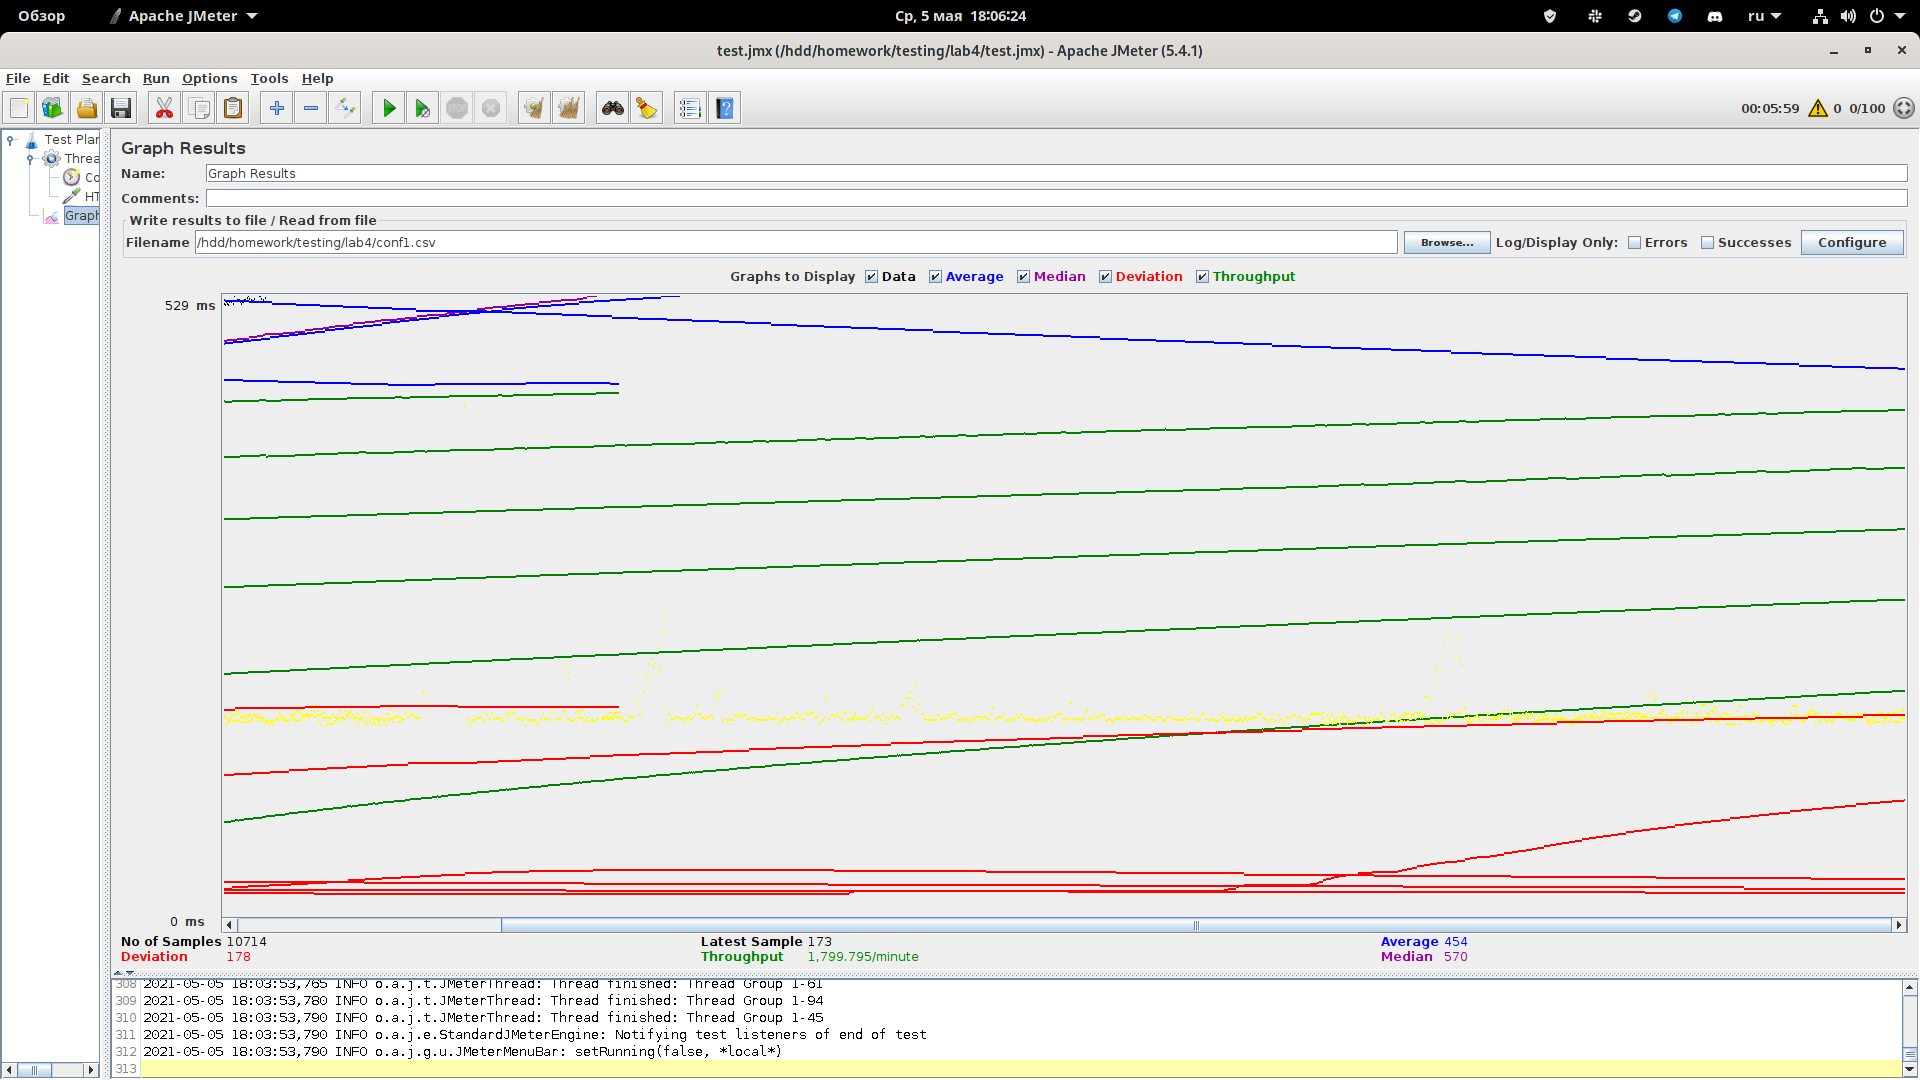 Обзор Apache JMeter Ср, 5 мая 18:06:24 ru
test.jmx (/hdd/homework/testing/lab4/test.jmx) - Apache JMeter (5.4.1)
File Edit Search Run Options Tools Help
00:05:59 0 0/100
Test Plan
Threa
Co
HT
Graph
Graph Results
Name: Graph Results
Comments:
Write results to file / Read from file
Filename /hdd/homework/testing/lab4/conf1.csv Browse... Log/Display Only: Errors Successes Configure
Graphs to Display Data Average Median Deviation Throughput
529 ms
0 ms
No of Samples 10714 Latest Sample 173 Average 454
Deviation 178 Throughput 1,799.795/minute Median 570
308 2021-05-05 18:03:53,765 INFO o.a.j.t.JMeterThread: Thread finished: Thread Group 1-61
309 2021-05-05 18:03:53,780 INFO o.a.j.t.JMeterThread: Thread finished: Thread Group 1-94
310 2021-05-05 18:03:53,790 INFO o.a.j.t.JMeterThread: Thread finished: Thread Group 1-45
311 2021-05-05 18:03:53,790 INFO o.a.j.e.StandardJMeterEngine: Notifying test listeners of end of test
312 2021-05-05 18:03:53,790 INFO o.a.j.g.u.JMeterMenuBar: setRunning(false, *local*)
313